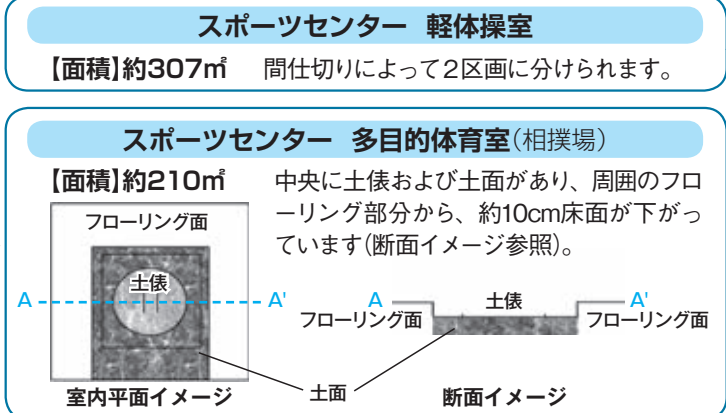 スポーツセンター 軽体操室
【面積】約307㎡ 間仕切りによって2区画に分けられます。
スポーツセンター 多目的体育室(相撲場)
【面積】約210㎡
中央に土俵および土面があり、周囲のフロ
ーリング部分から、約10cm床面が下がっ
ています(断面イメージ参照)。
フローリング面
土俵
A
A'
室内平面イメージ
土面
A
土俵
A'
フローリング面
フローリング面
断面イメージ